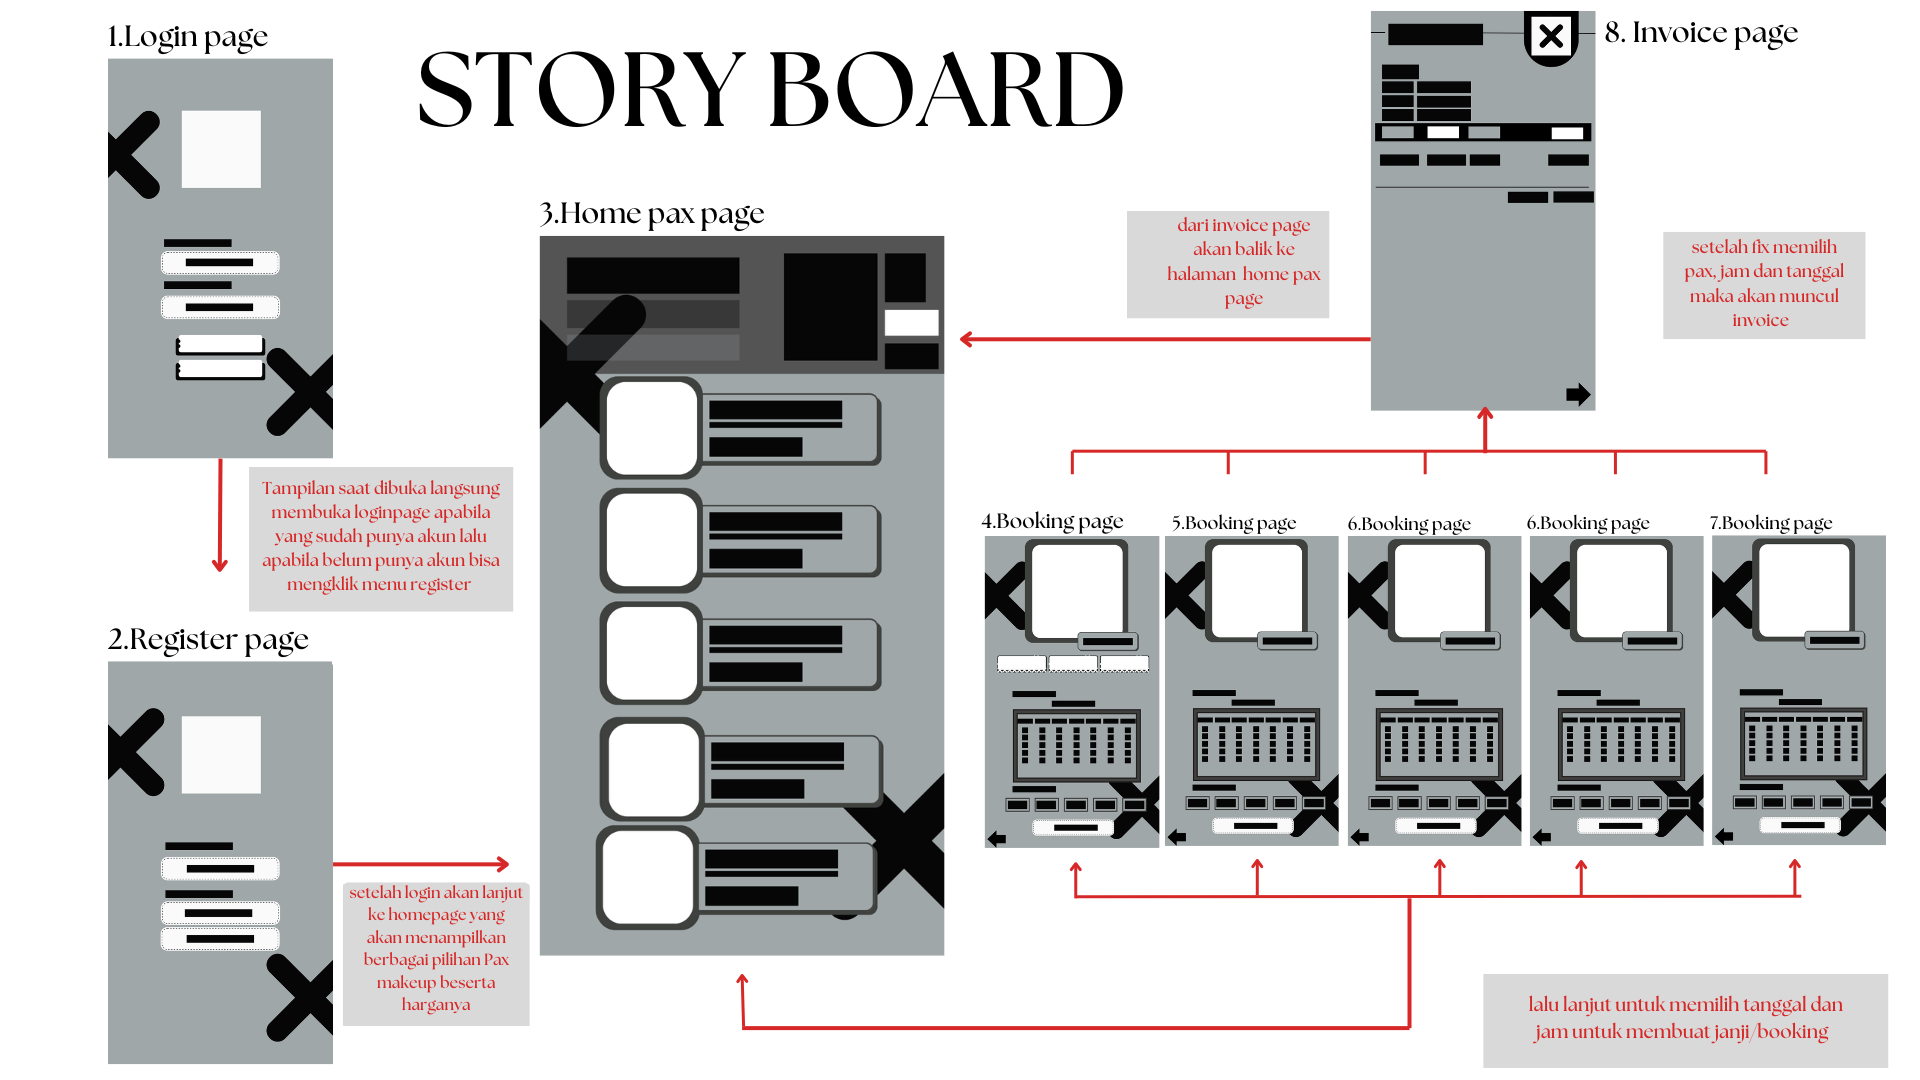 STORY BOARD
1.Login page
Tampilan saat dibuka langsung
membuka loginpage apabila
yang sudah punya akun lalu
apabila belum punya akun bisa
mengklik menu register
2.Register page
setelah login akan lanjut
ke homepage yang
akan menampilkan
berbagai pilihan Pax
makeup beserta
harganya
3.Home pax page
4.Booking page
5.Booking page
6.Booking page
6.Booking page
7.Booking page
lalu lanjut untuk memilih tanggal dan
jam untuk membuat janji/booking
8. Invoice page
setelah fix memilih
pax, jam dan tanggal
maka akan muncul
invoice
dari invoice page
akan balik ke
halaman home pax
page